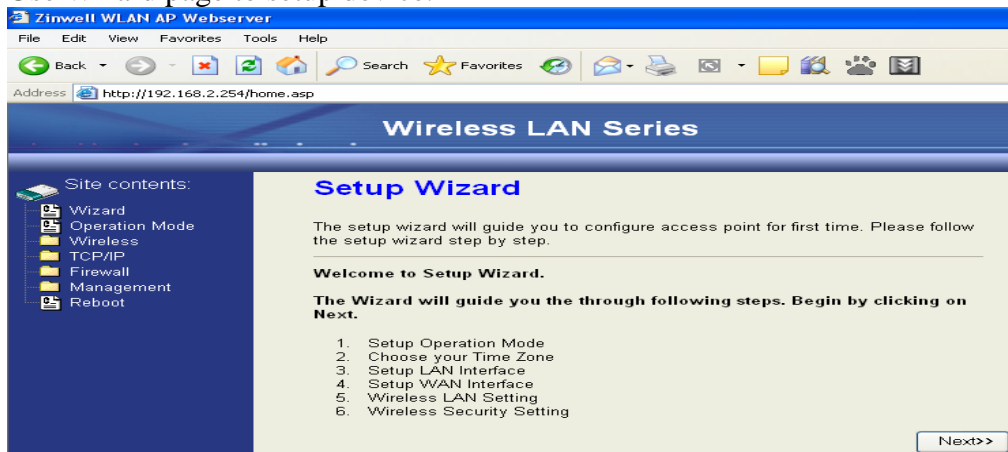 Zinwell WLAN AP Webserver
File Edit View Favorites Tools Help
Back Search Favorites
Address http://192.168.2.254/home.asp
Wireless LAN Series
Site contents:
Wizard
Operation Mode
Wireless
TCP/IP
Firewall
Management
Reboot
Setup Wizard
The setup wizard will guide you to configure access point for first time. Please follow
the setup wizard step by step.
Welcome to Setup Wizard.
The Wizard will guide you the through following steps. Begin by clicking on
Next.
1. Setup Operation Mode
2. Choose your Time Zone
3. Setup LAN Interface
4. Setup WAN Interface
5. Wireless LAN Setting
6. Wireless Security Setting
Next>>